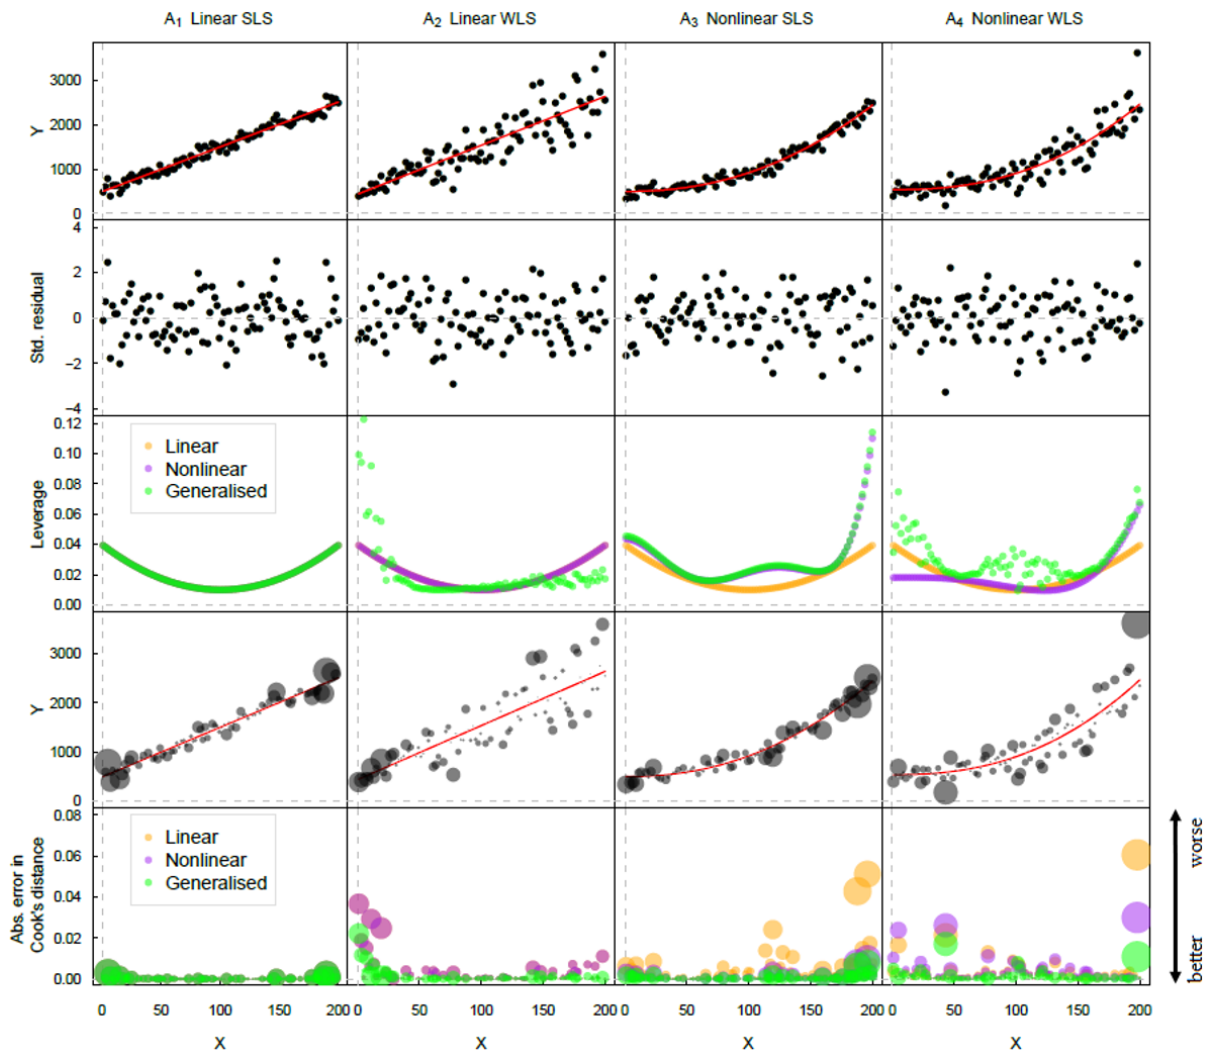 A1 Linear SLS A2 Linear WLS A3 Nonlinear SLS A4 Nonlinear WLS
3000
2000
1000
0
Y
4
2
0
−2
−4
Std. residual
0.12
0.10
0.08
0.06
0.04
0.02
0.00
Leverage
Linear
Nonlinear
Generalised
3000
2000
1000
0
Y
0.08
0.06
0.04
0.02
0.00
Abs. error in
Cook's distance
Linear
Nonlinear
Generalised
worse
better
0 50 100 150 200 0 50 100 150 200 0 50 100 150 200 0 50 100 150 200
X X X X